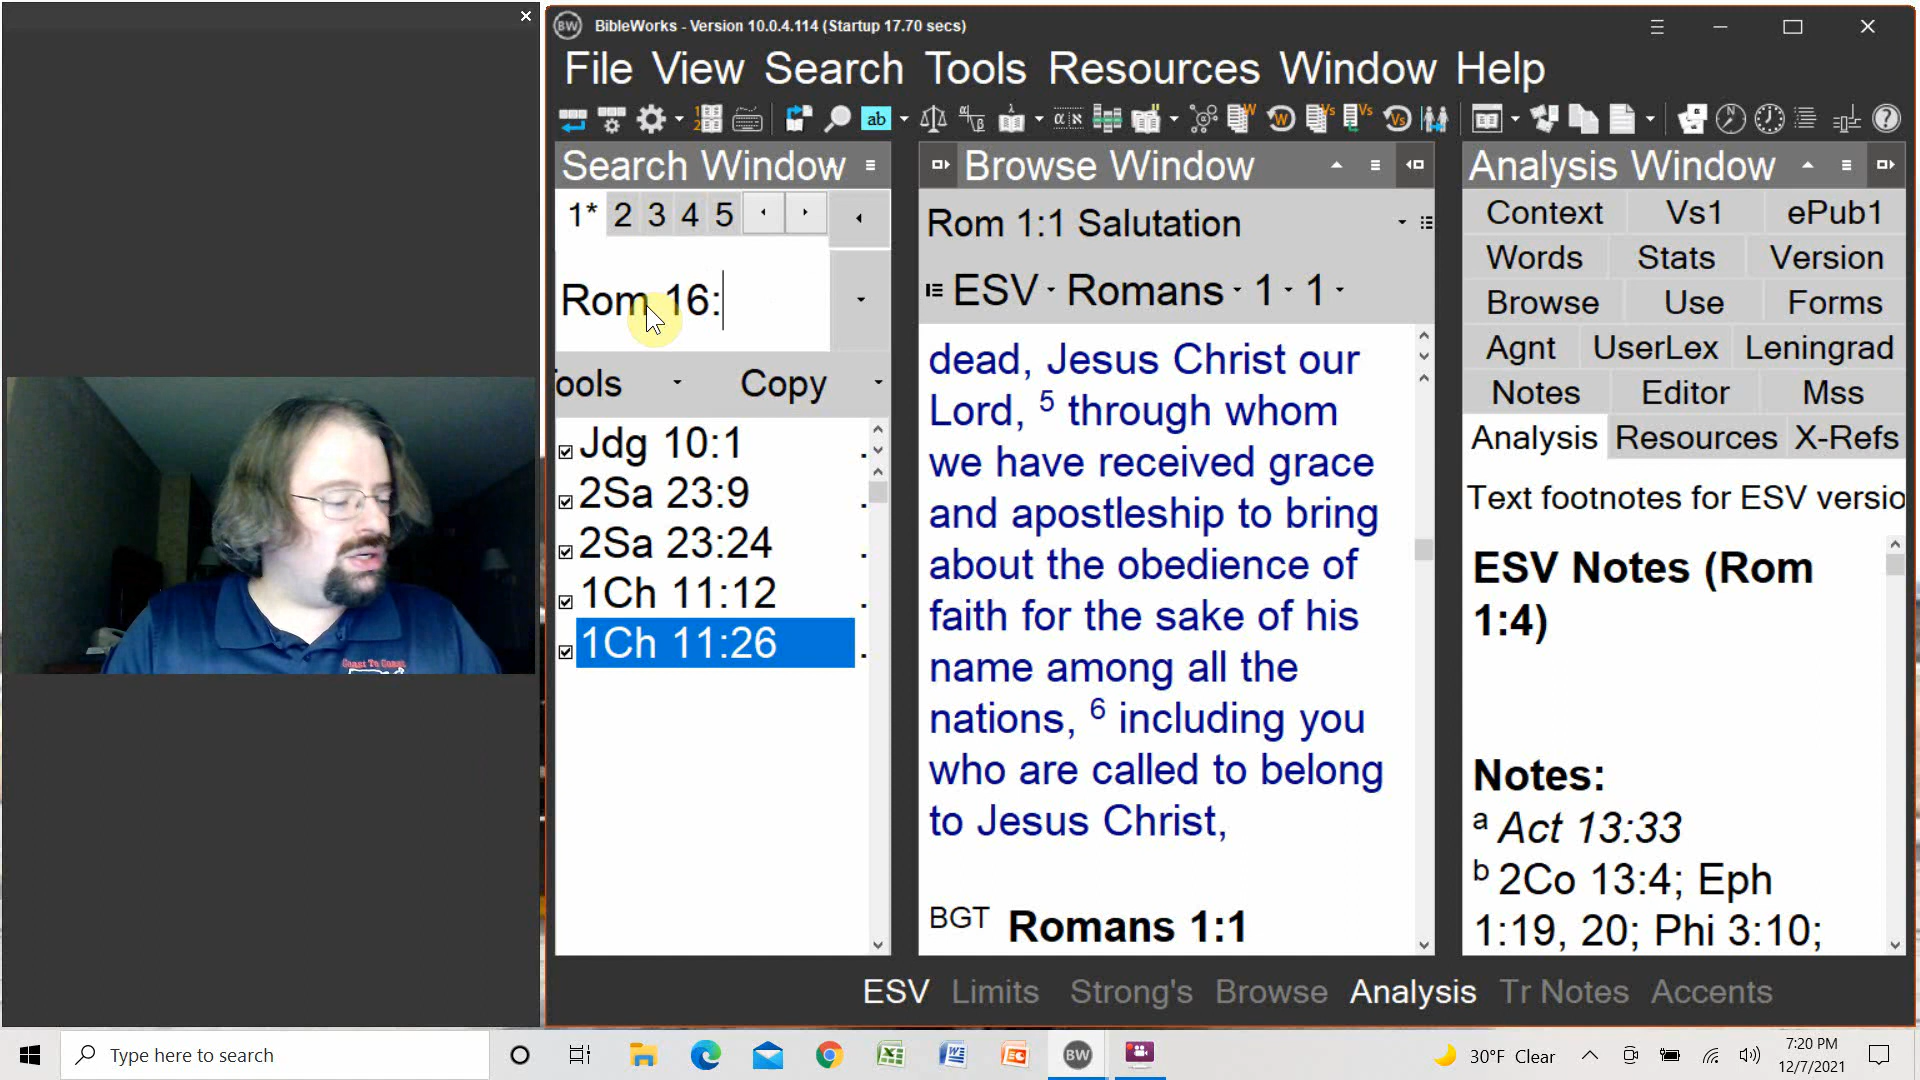 BibleWorks - Version 10.0.4.114 (Startup 17.70 secs)
File View Search Tools Resources Window Help
Search Window
1* 2 3 4 5
Rom 16:
ools Copy
Jdg 10:1
2Sa 23:9
2Sa 23:24
1Ch 11:12
1Ch 11:26
Browse Window
Rom 1:1 Salutation
ESV Romans 1 1
dead, Jesus Christ our
Lord, 5 through whom
we have received grace
and apostleship to bring
about the obedience of
faith for the sake of his
name among all the
nations, 6 including you
who are called to belong
to Jesus Christ,
BGT Romans 1:1
Analysis Window
Context Vs1 ePub1
Words Stats Version
Browse Use Forms
Agnt UserLex Leningrad
Notes Editor Mss
Analysis Resources X-Refs
Text footnotes for ESV versio
ESV Notes (Rom
1:4)
Notes:
a Act 13:33
b 2Co 13:4; Eph
1:19, 20; Phi 3:10;
ESV Limits Strong's Browse Analysis Tr Notes Accents
Coast To Coast
Type here to search
BW
30°F Clear
7:20 PM
12/7/2021